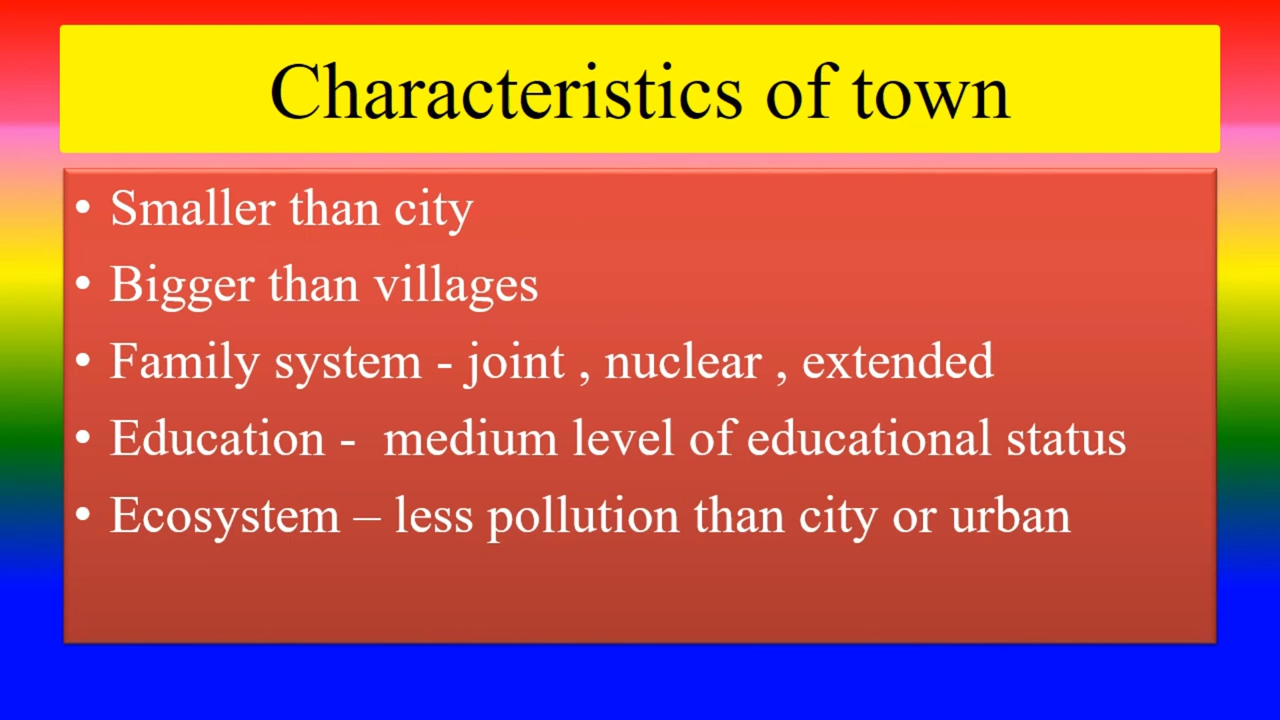 Characteristics of town
• Smaller than city
• Bigger than villages
• Family system - joint , nuclear , extended
• Education -  medium level of educational status
• Ecosystem – less pollution than city or urban